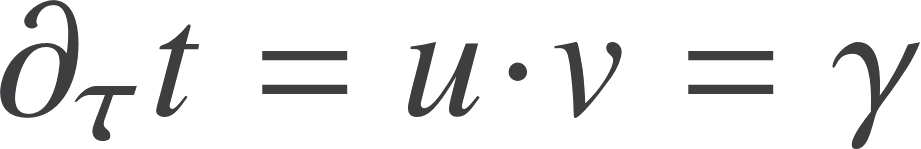 ∂τt = u·v = γ